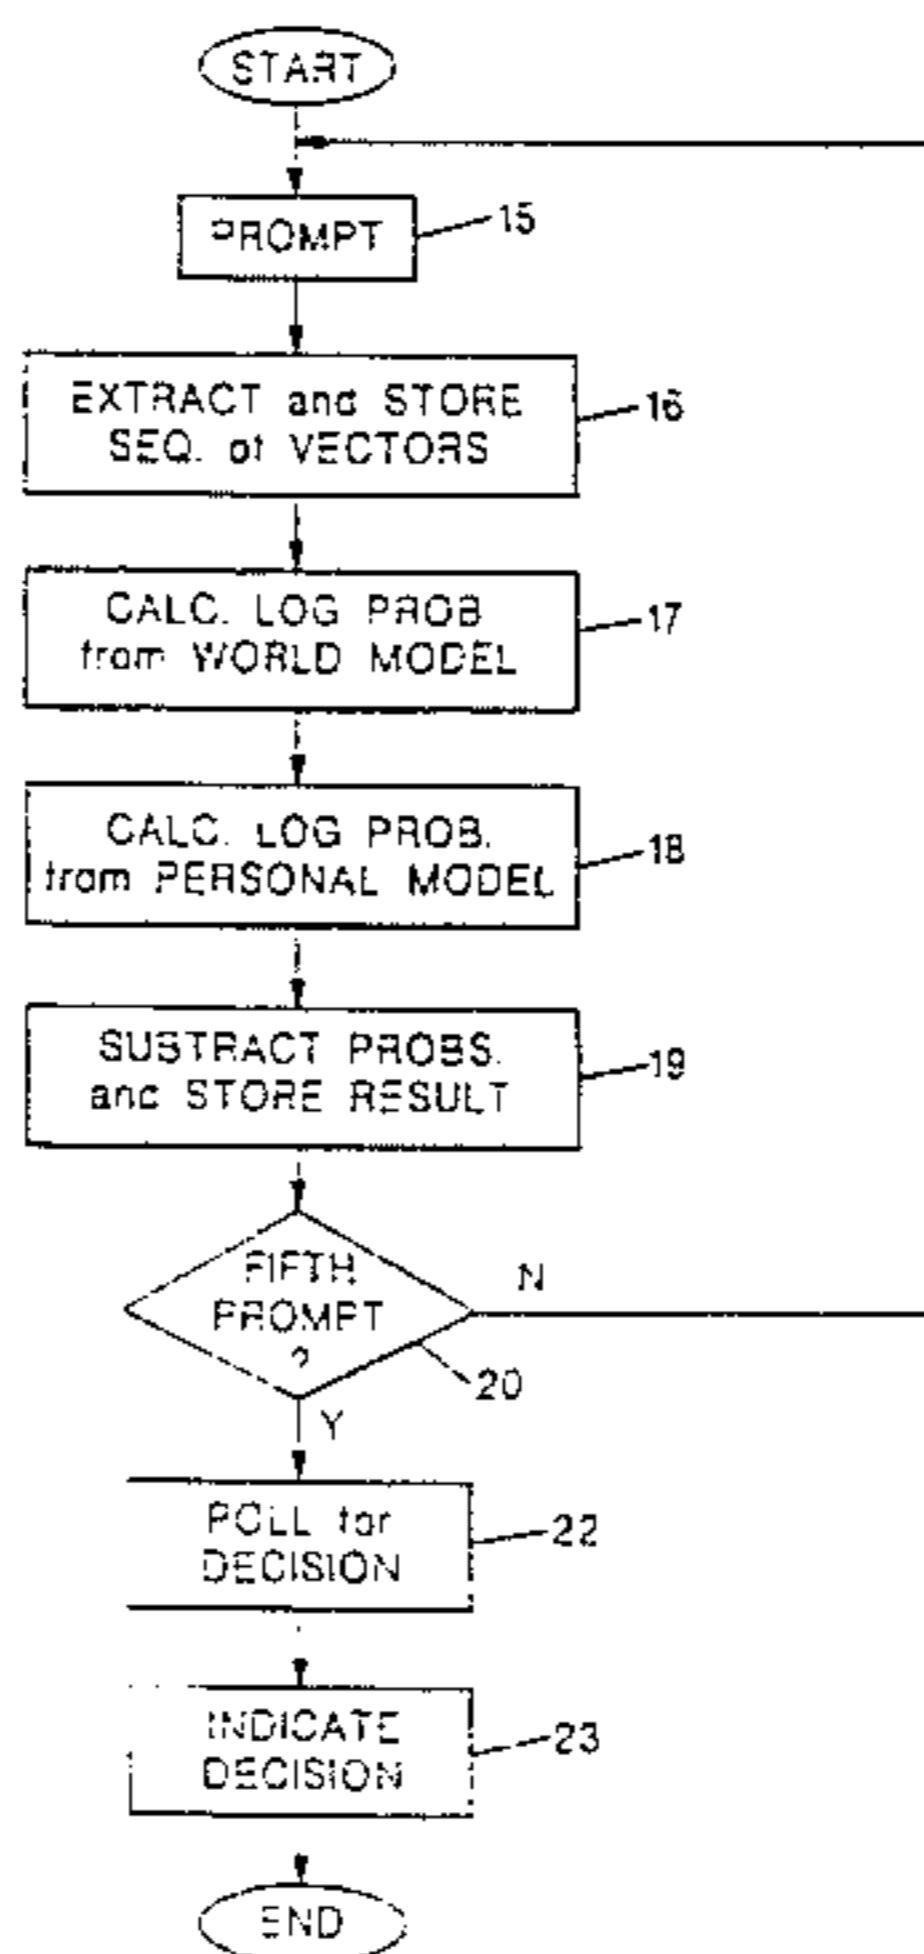 START
PROMPT
15
EXTRACT and STORE
SEQ. of VECTORS
16
CALC. LOG PROB
from WORLD MODEL
17
CALC. LOG PROB.
from PERSONAL MODEL
18
SUBTRACT PROBS.
and STORE RESULT
19
FIFTH
PROMPT
?
N
20
Y
POLL for
DECISION
22
INDICATE
DECISION
23
END